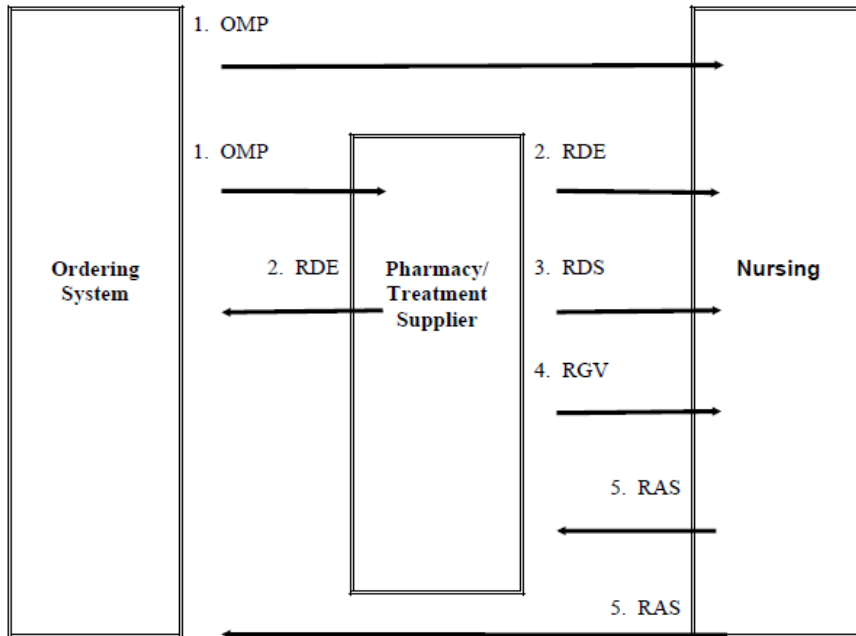 1. OMP
1. OMP
2. RDE
Ordering
System
2. RDE
Pharmacy/
Treatment
Supplier
3. RDS
Nursing
4. RGV
5. RAS
5. RAS